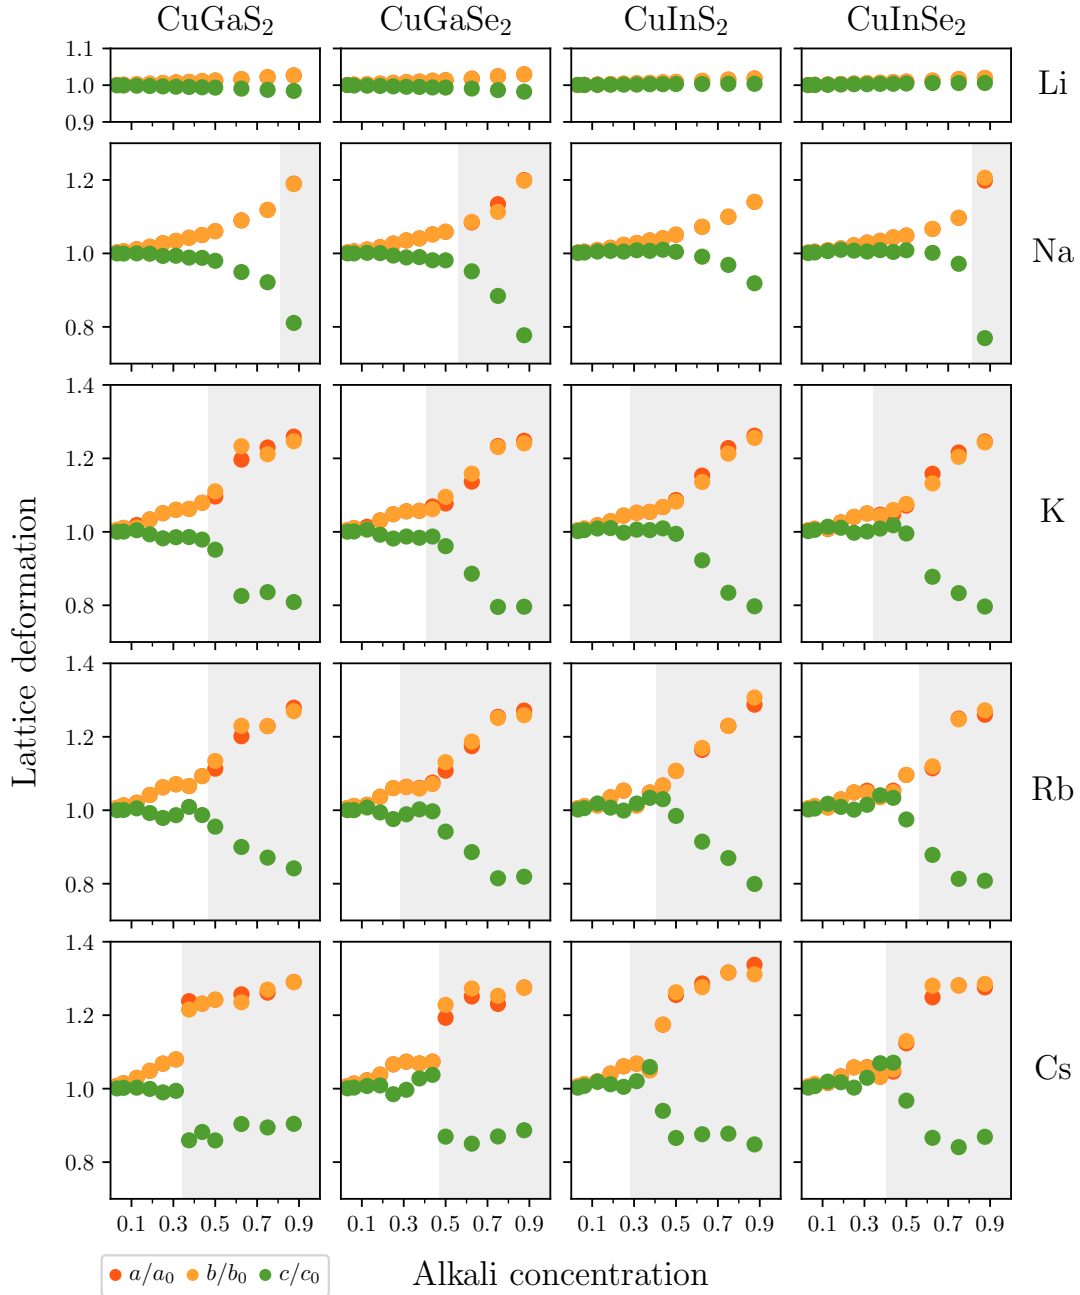 CuGaS₂ CuGaSe₂ CuInS₂ CuInSe₂
1.1
1.0
0.9
Li
1.2
1.0
0.8
Na
1.4
1.2
1.0
0.8
K
1.4
1.2
1.0
0.8
Rb
1.4
1.2
1.0
0.8
Cs
Lattice deformation
0.1 0.3 0.5 0.7 0.9 0.1 0.3 0.5 0.7 0.9 0.1 0.3 0.5 0.7 0.9 0.1 0.3 0.5 0.7 0.9
a/a₀ b/b₀ c/c₀
Alkali concentration